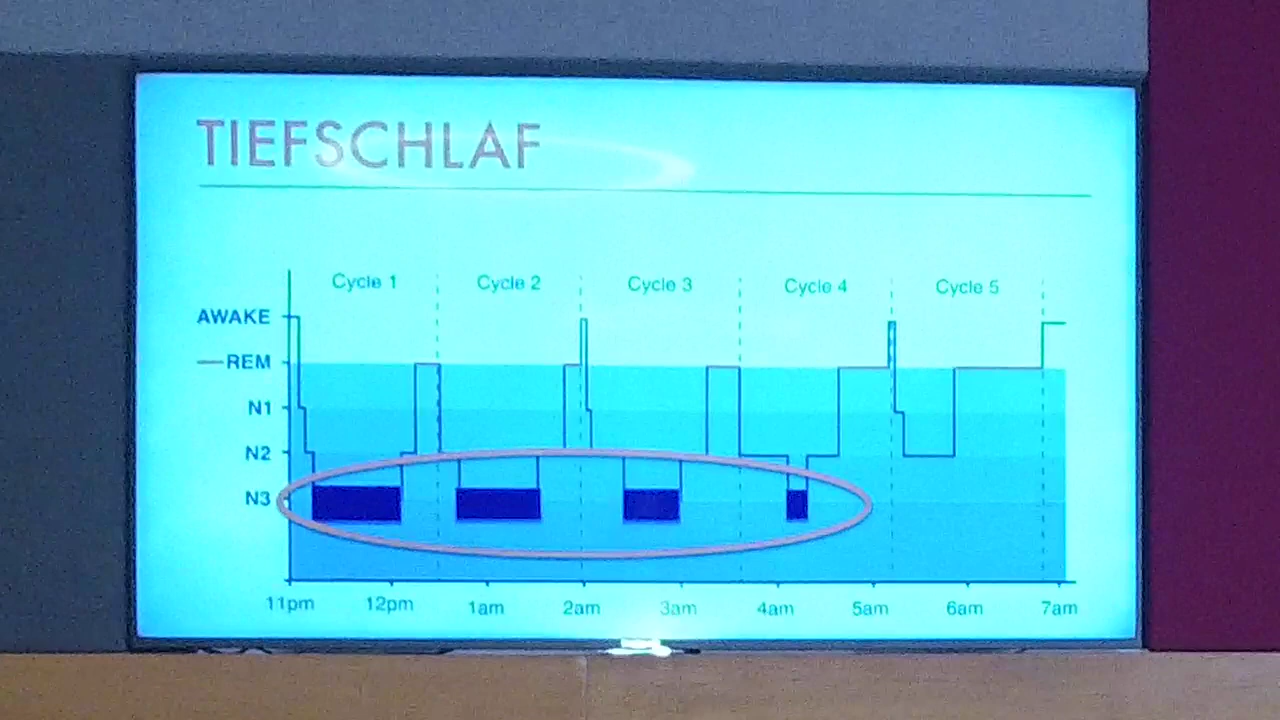 TIEFSCHLAF
Cycle 1 Cycle 2 Cycle 3 Cycle 4 Cycle 5
AWAKE
REM
N1
N2
N3
11pm 12pm 1am 2am 3am 4am 5am 6am 7am